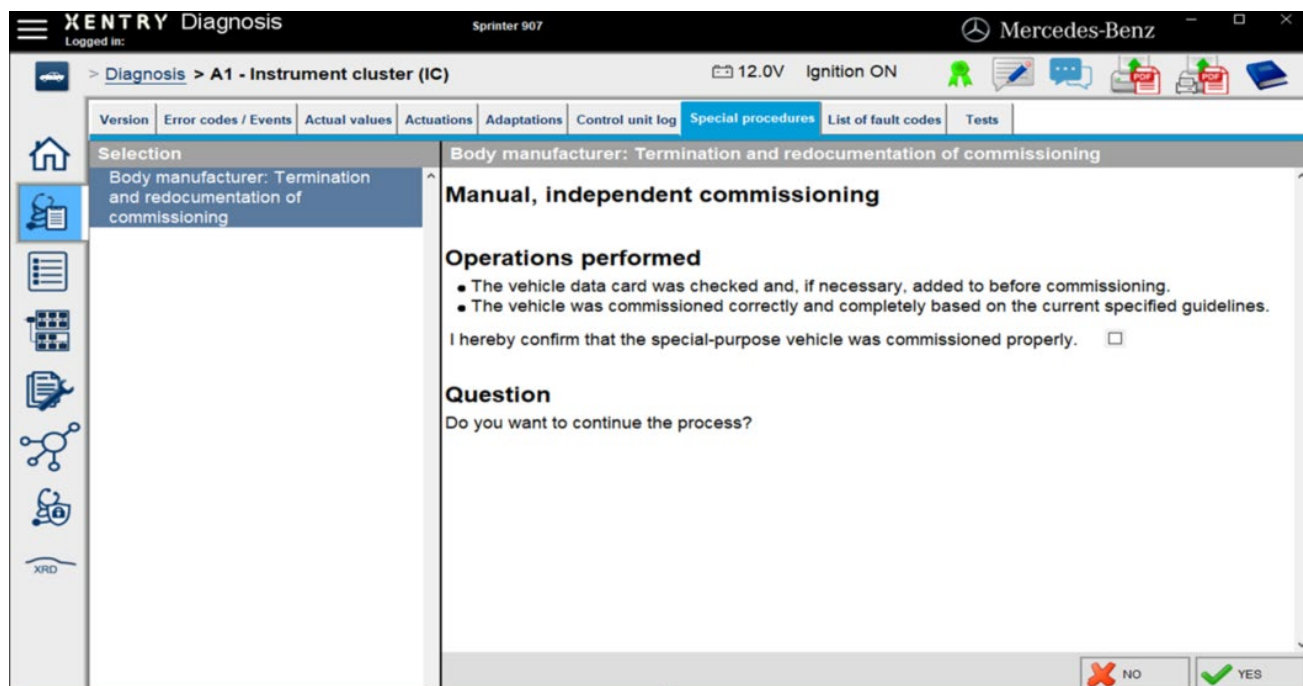 XENTRY Diagnosis
Logged in:
Sprinter 907
Mercedes-Benz
> Diagnosis > A1 - Instrument cluster (IC)
12.0V
Ignition ON
PDF
PDF
Version
Error codes / Events
Actual values
Actuations
Adaptations
Control unit log
Special procedures
List of fault codes
Tests
Selection
Body manufacturer: Termination
and redocumentation of
commissioning
XRD
Body manufacturer: Termination and redocumentation of commissioning
Manual, independent commissioning
Operations performed
• The vehicle data card was checked and, if necessary, added to before commissioning.
• The vehicle was commissioned correctly and completely based on the current specified guidelines.
I hereby confirm that the special-purpose vehicle was commissioned properly.
Question
Do you want to continue the process?
NO
YES